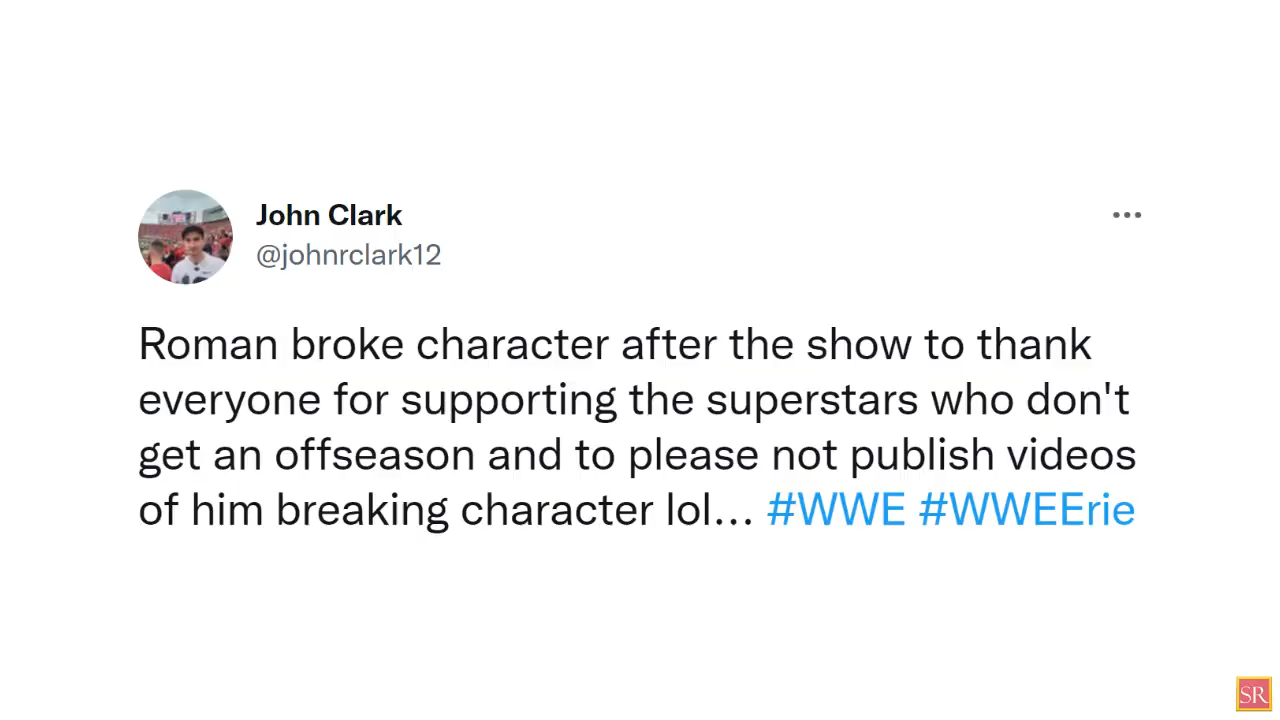 John Clark
@johnrclark12
Roman broke character after the show to thank
everyone for supporting the superstars who don't
get an offseason and to please not publish videos
of him breaking character lol... #WWE #WWEErie
SR